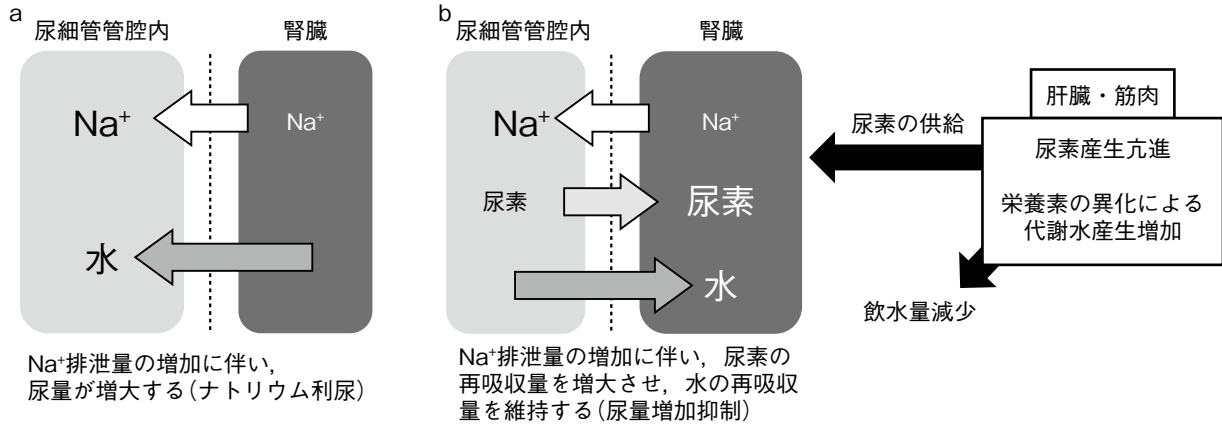 a
尿細管管腔内
腎臓
Na⁺
Na⁺
水
Na⁺排泄量の増加に伴い，
尿量が増大する（ナトリウム利尿）
b
尿細管管腔内
腎臓
Na⁺
Na⁺
尿素
尿素
水
Na⁺排泄量の増加に伴い，尿素の
再吸収量を増大させ，水の再吸収
量を維持する（尿量増加抑制）
尿素の供給
肝臓・筋肉
尿素産生亢進
栄養素の異化による
代謝水産生増加
飲水量減少